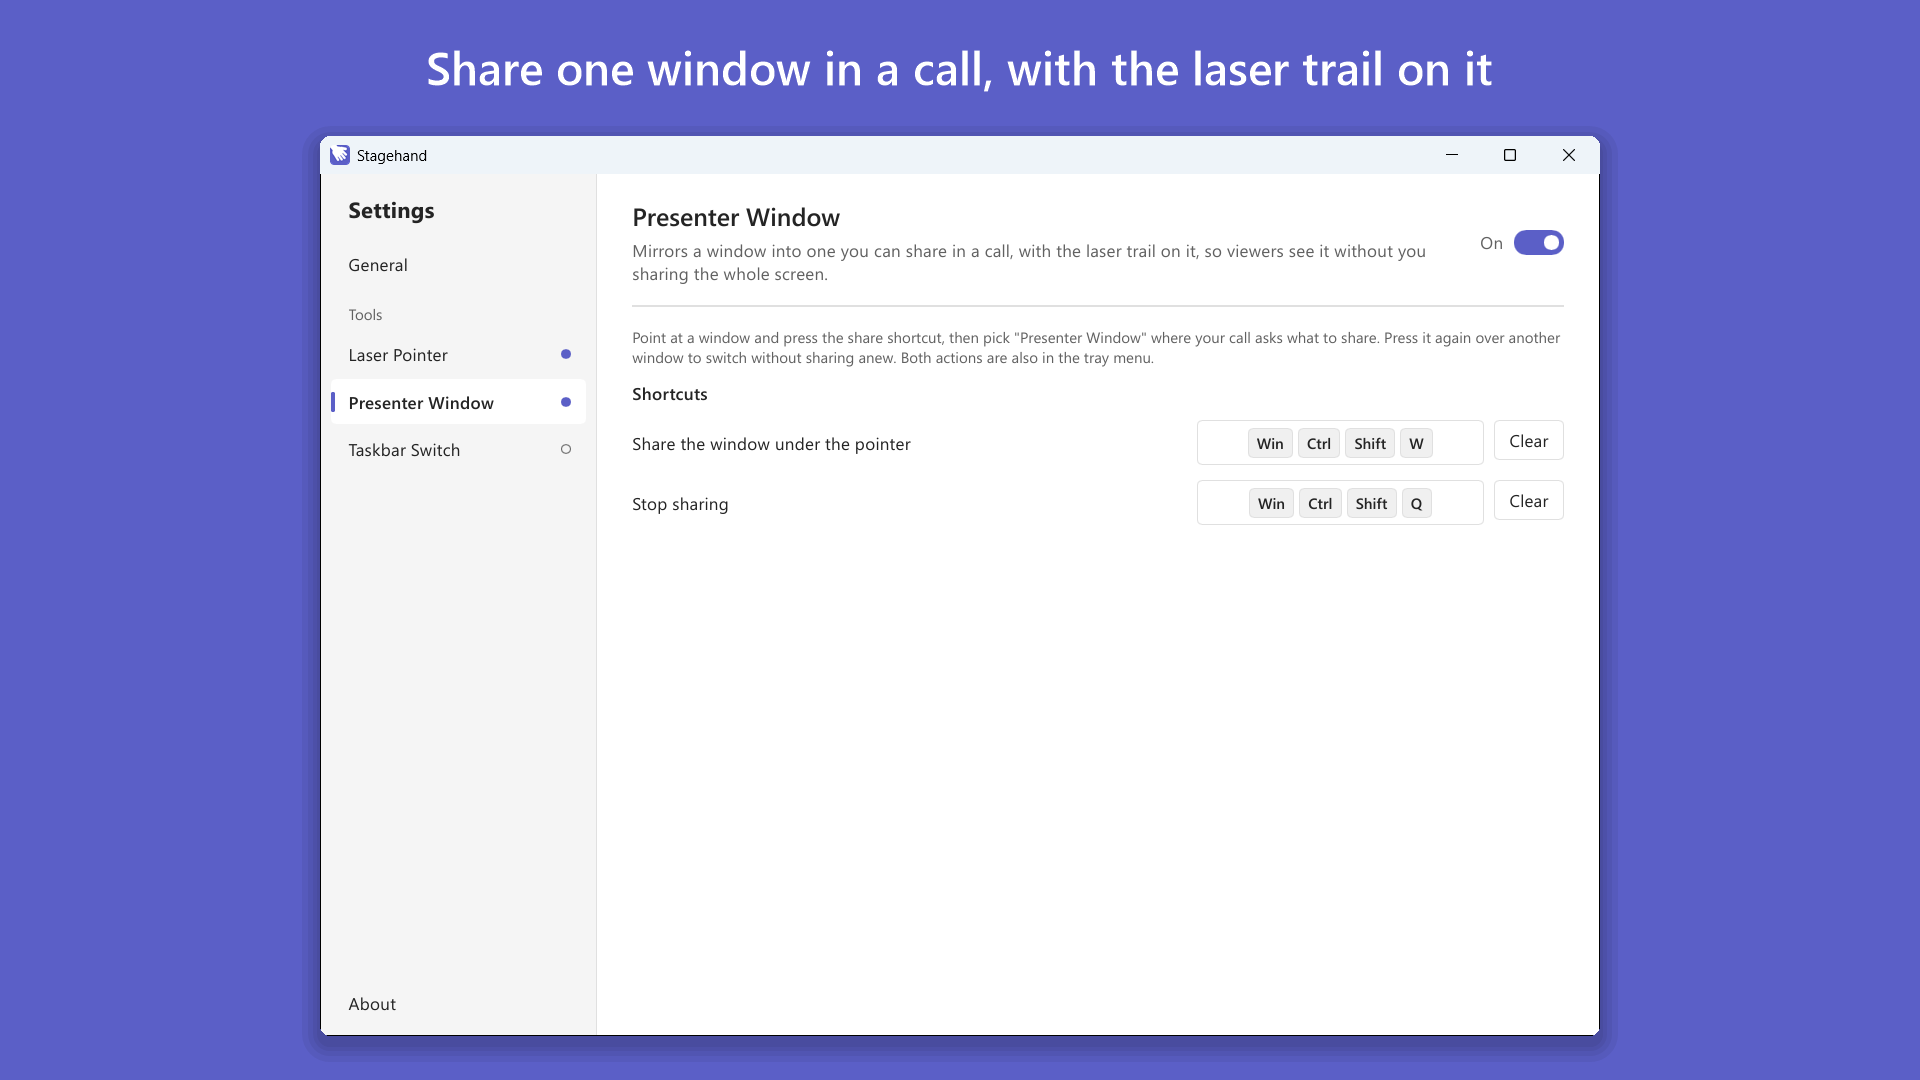 Share one window in a call, with the laser trail on it
Stagehand
Settings
General
Tools
Laser Pointer
Presenter Window
Taskbar Switch
About
Presenter Window
Mirrors a window into one you can share in a call, with the laser trail on it, so viewers see it without you
sharing the whole screen.
On
Point at a window and press the share shortcut, then pick "Presenter Window" where your call asks what to share. Press it again over another
window to switch without sharing anew. Both actions are also in the tray menu.
Shortcuts
Share the window under the pointer
Win Ctrl Shift W
Clear
Stop sharing
Win Ctrl Shift Q
Clear